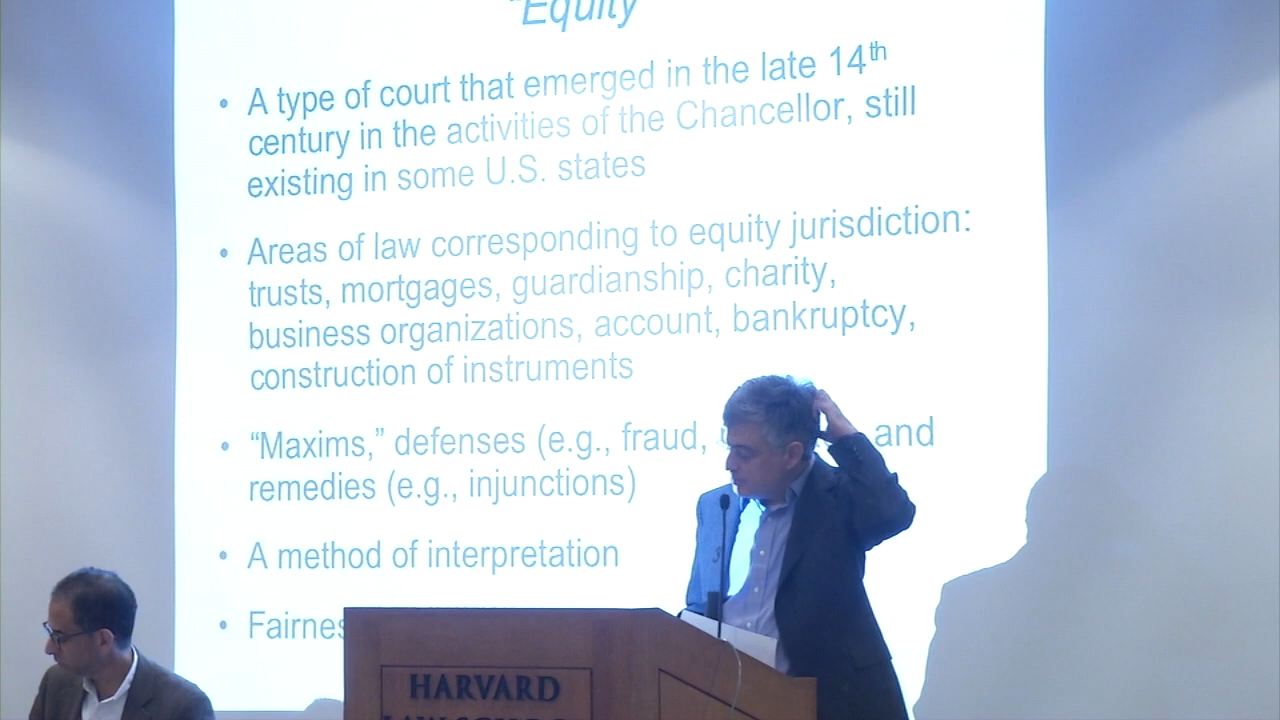 "Equity
• A type of court that emerged in the late 14th
century in the activities of the Chancellor, still
existing in some U.S. states
• Areas of law corresponding to equity jurisdiction:
trusts, mortgages, guardianship, charity,
business organizations, account, bankruptcy,
construction of instruments
• “Maxims,” defenses (e.g., fraud, and
remedies (e.g., injunctions)
• A method of interpretation
• Fairnes
HARVARD